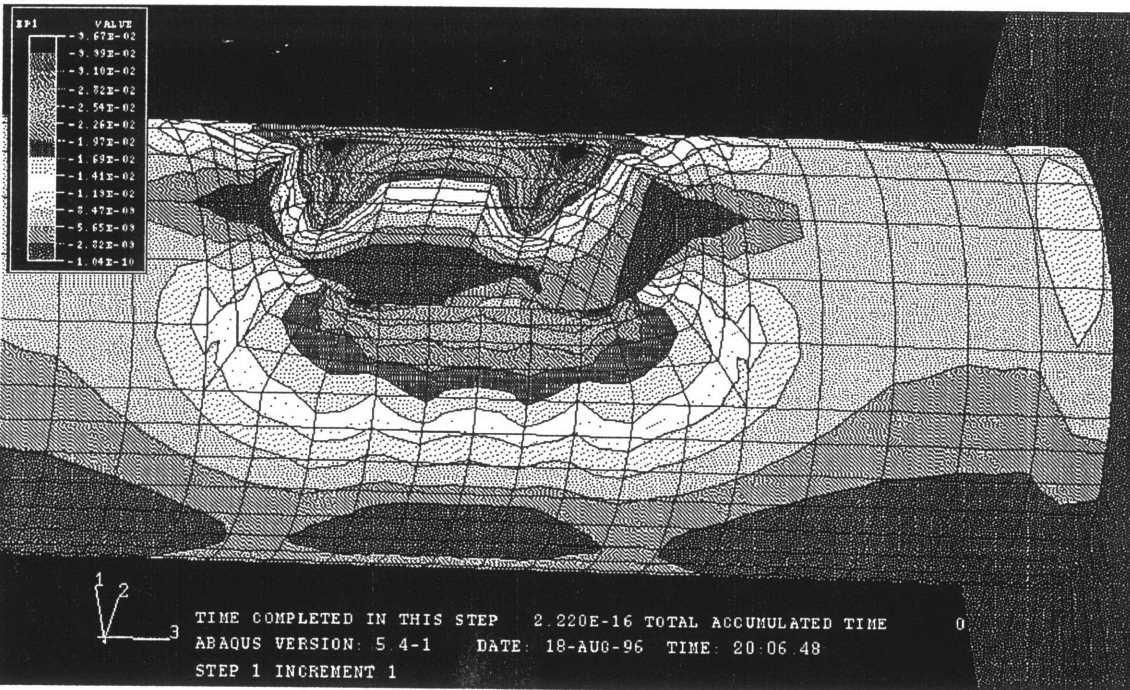 EP1 VALUE
-3.67E-02
-3.39E-02
-3.10E-02
-2.82E-02
-2.54E-02
-2.26E-02
-1.97E-02
-1.69E-02
-1.41E-02
-1.13E-02
-8.47E-03
-5.65E-03
-2.82E-03
-1.04E-10
1
2
3
TIME COMPLETED IN THIS STEP 2.220E-16 TOTAL ACCUMULATED TIME 0
ABAQUS VERSION: 5.4-1 DATE: 18-AUG-96 TIME: 20:06:48
STEP 1 INCREMENT 1